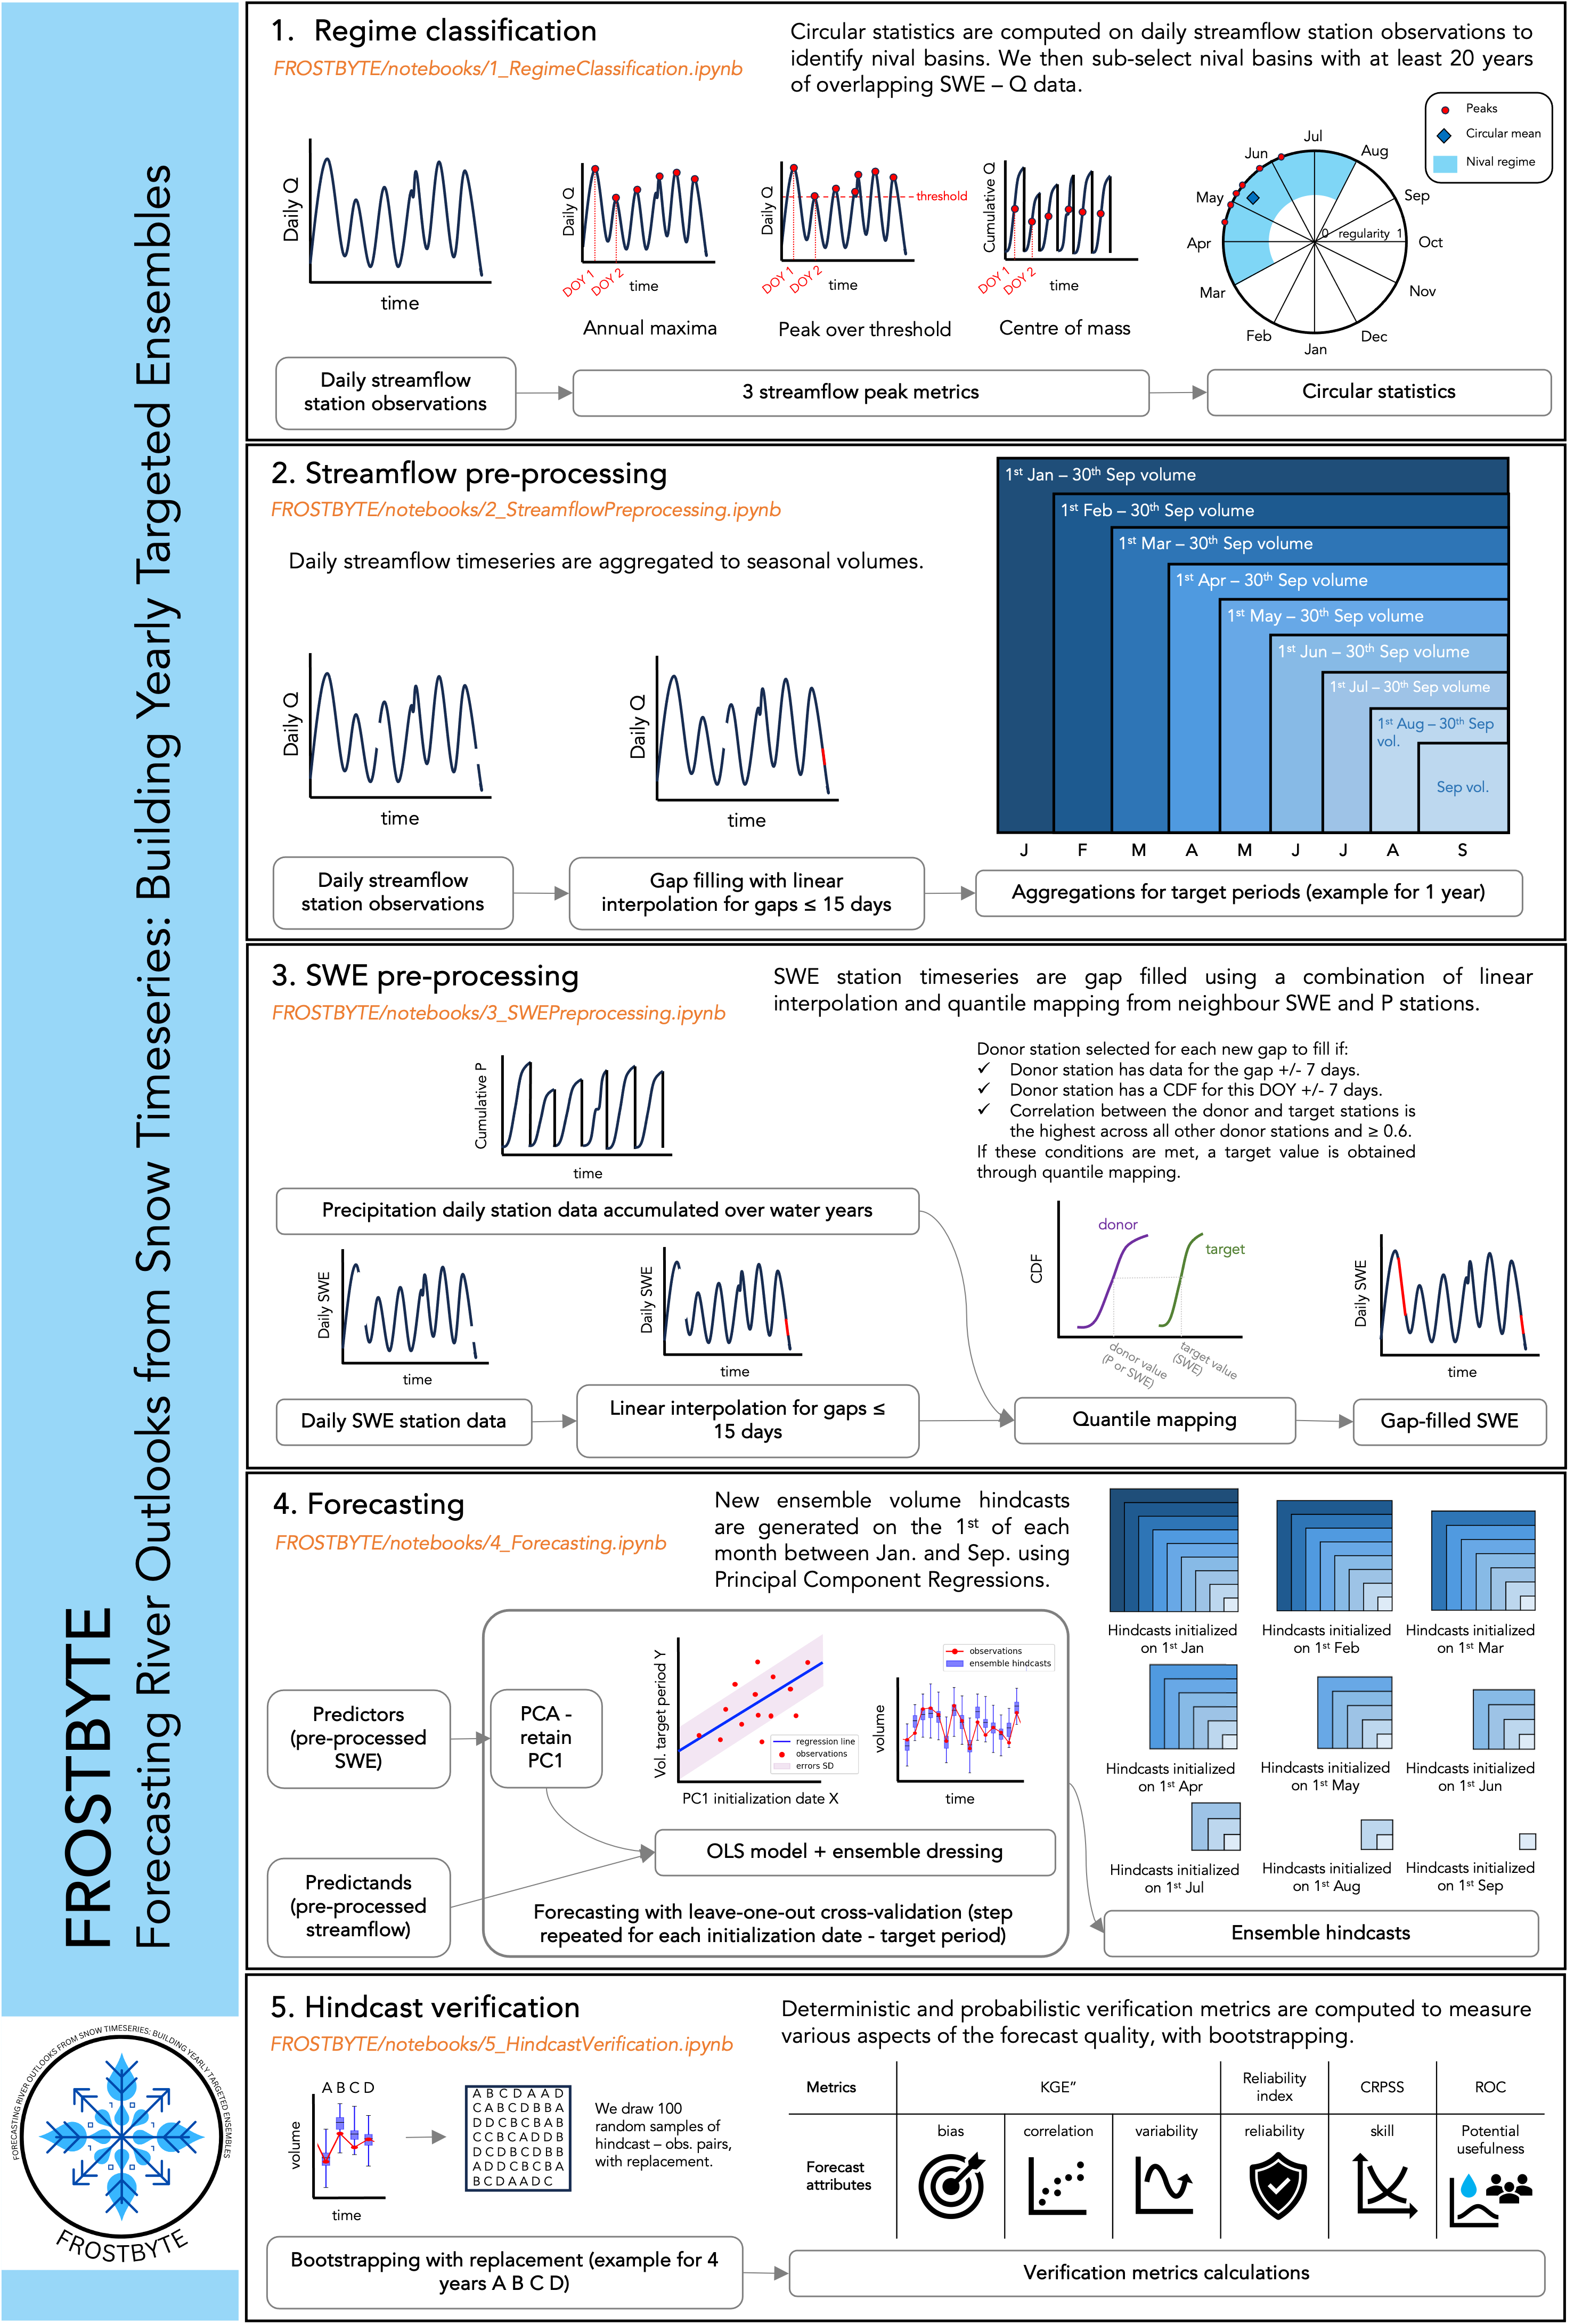 FROSTBYTE
Forecasting River Outlooks from Snow Timeseries: Building Yearly Targeted Ensembles
FORECASTING RIVER OUTLOOKS FROM SNOW TIMESERIES: BUILDING YEARLY TARGETED ENSEMBLES
FROSTBYTE
1. Regime classification
FROSTBYTE/notebooks/1_RegimeClassification.ipynb
Circular statistics are computed on daily streamflow station observations to
identify nival basins. We then sub-select nival basins with at least 20 years
of overlapping SWE – Q data.
Daily Q
time
Daily Q
DOY 1
DOY 2
time
Annual maxima
Daily Q
threshold
DOY 1
DOY 2
time
Peak over threshold
Cumulative Q
DOY 1
DOY 2
time
Centre of mass
Peaks
Circular mean
Nival regime
Jul
Aug
Sep
Oct
Nov
Dec
Jan
Feb
Mar
Apr
May
Jun
0 regularity 1
Daily streamflow
station observations
3 streamflow peak metrics
Circular statistics
2. Streamflow pre-processing
FROSTBYTE/notebooks/2_StreamflowPreprocessing.ipynb
Daily streamflow timeseries are aggregated to seasonal volumes.
Daily Q
time
Daily Q
time
1st Jan – 30th Sep volume
1st Feb – 30th Sep volume
1st Mar – 30th Sep volume
1st Apr – 30th Sep volume
1st May – 30th Sep volume
1st Jun – 30th Sep volume
1st Jul – 30th Sep volume
1st Aug – 30th Sep
vol.
Sep vol.
J F M A M J J A S
Daily streamflow
station observations
Gap filling with linear
interpolation for gaps ≤ 15 days
Aggregations for target periods (example for 1 year)
3. SWE pre-processing
FROSTBYTE/notebooks/3_SWEPreprocessing.ipynb
SWE station timeseries are gap filled using a combination of linear
interpolation and quantile mapping from neighbour SWE and P stations.
Cumulative P
time
Donor station selected for each new gap to fill if:
✓ Donor station has data for the gap +/- 7 days.
✓ Donor station has a CDF for this DOY +/- 7 days.
✓ Correlation between the donor and target stations is
the highest across all other donor stations and ≥ 0.6.
If these conditions are met, a target value is obtained
through quantile mapping.
Precipitation daily station data accumulated over water years
Daily SWE
time
Daily SWE
time
CDF
donor
target
donor value
(P or SWE)
target value
(SWE)
Daily SWE
time
Daily SWE station data
Linear interpolation for gaps ≤
15 days
Quantile mapping
Gap-filled SWE
4. Forecasting
FROSTBYTE/notebooks/4_Forecasting.ipynb
New ensemble volume hindcasts
are generated on the 1st of each
month between Jan. and Sep. using
Principal Component Regressions.
Predictors
(pre-processed
SWE)
PCA -
retain
PC1
Vol. target period Y
regression line
observations
errors SD
PC1 initialization date X
observations
ensemble hindcasts
volume
time
OLS model + ensemble dressing
Predictands
(pre-processed
streamflow)
Forecasting with leave-one-out cross-validation (step
repeated for each initialization date - target period)
Hindcasts initialized
on 1st Jan
Hindcasts initialized
on 1st Feb
Hindcasts initialized
on 1st Mar
Hindcasts initialized
on 1st Apr
Hindcasts initialized
on 1st May
Hindcasts initialized
on 1st Jun
Hindcasts initialized
on 1st Jul
Hindcasts initialized
on 1st Aug
Hindcasts initialized
on 1st Sep
Ensemble hindcasts
5. Hindcast verification
FROSTBYTE/notebooks/5_HindcastVerification.ipynb
Deterministic and probabilistic verification metrics are computed to measure
various aspects of the forecast quality, with bootstrapping.
A B C D
volume
time
A B C D A A D
C A B C D B B A
D D C B C B A B
C C B C A D D B
D C D B C D B B
A D D C B C B A
B C D A A D C
We draw 100
random samples of
hindcast – obs. pairs,
with replacement.
Metrics
KGE”
Reliability
index
CRPSS
ROC
Forecast
attributes
bias
correlation
variability
reliability
skill
Potential
usefulness
Bootstrapping with replacement (example for 4
years A B C D)
Verification metrics calculations